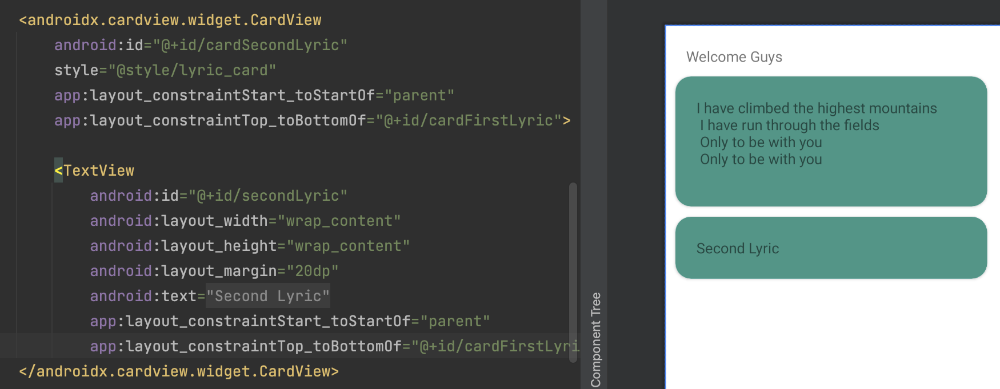 <androidx.cardview.widget.CardView
android:id="@+id/cardSecondLyric"
style="@style/lyric_card"
app:layout_constraintStart_toStartOf="parent"
app:layout_constraintTop_toBottomOf="@+id/cardFirstLyric">
<TextView
android:id="@+id/secondLyric"
android:layout_width="wrap_content"
android:layout_height="wrap_content"
android:layout_margin="20dp"
android:text="Second Lyric"
app:layout_constraintStart_toStartOf="parent"
app:layout_constraintTop_toBottomOf="@+id/cardFirstLyri
</androidx.cardview.widget.CardView>
Component Tree
Welcome Guys
I have climbed the highest mountains
I have run through the fields
Only to be with you
Only to be with you
Second Lyric